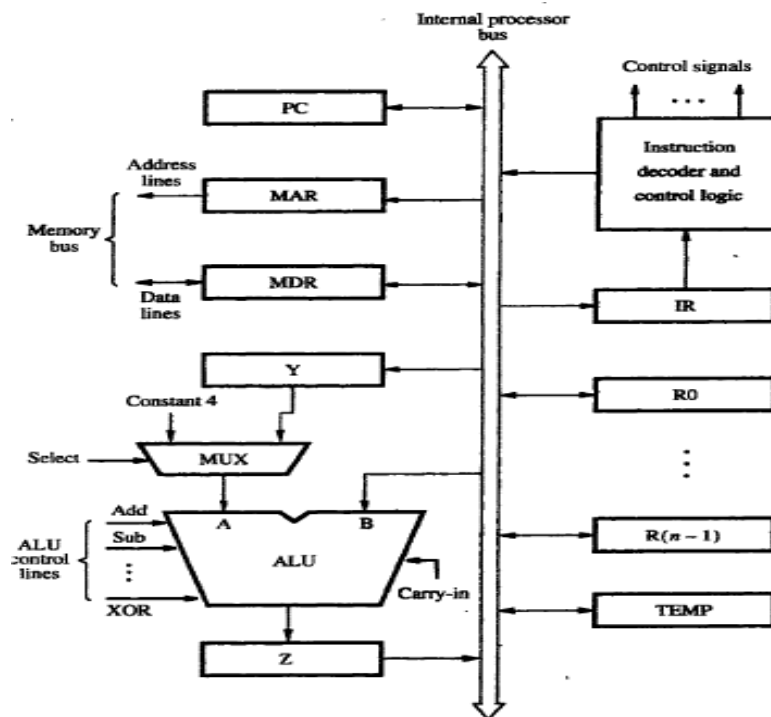 Internal processor
bus
Control signals
...
PC
Instruction
decoder and
control logic
Address
lines
MAR
Memory
bus
MDR
Data
lines
IR
Y
R0
Constant 4
Select
MUX
Add
A
B
Sub
ALU
control
lines
ALU
R(n − 1)
Carry-in
XOR
TEMP
Z